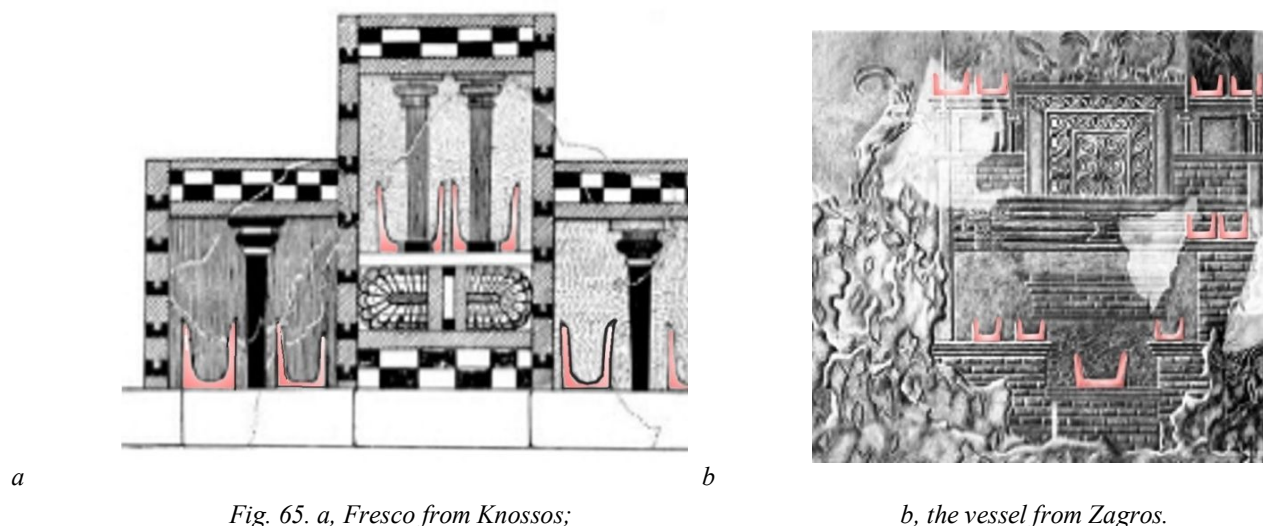 a
b
Fig. 65. a, Fresco from Knossos;
b, the vessel from Zagros.